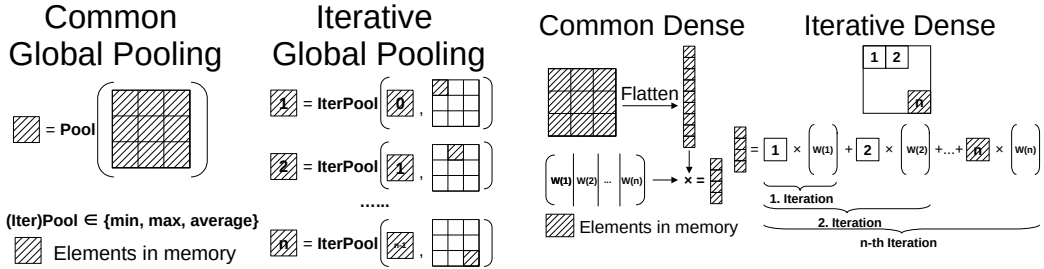 Common
Global Pooling
= Pool
(Iter)Pool ∈ {min, max, average}
Elements in memory
Iterative
Global Pooling
1 = IterPool ( 0 , )
2 = IterPool ( 1 , )
......
n = IterPool ( n-1 , )
Common Dense
Flatten
W(1) W(2) ... W(n)
× =
Elements in memory
Iterative Dense
1 2
n
= 1 × ( W(1) ) + 2 × ( W(2) ) +...+ n × ( W(n) )
1. Iteration
2. Iteration
n-th Iteration